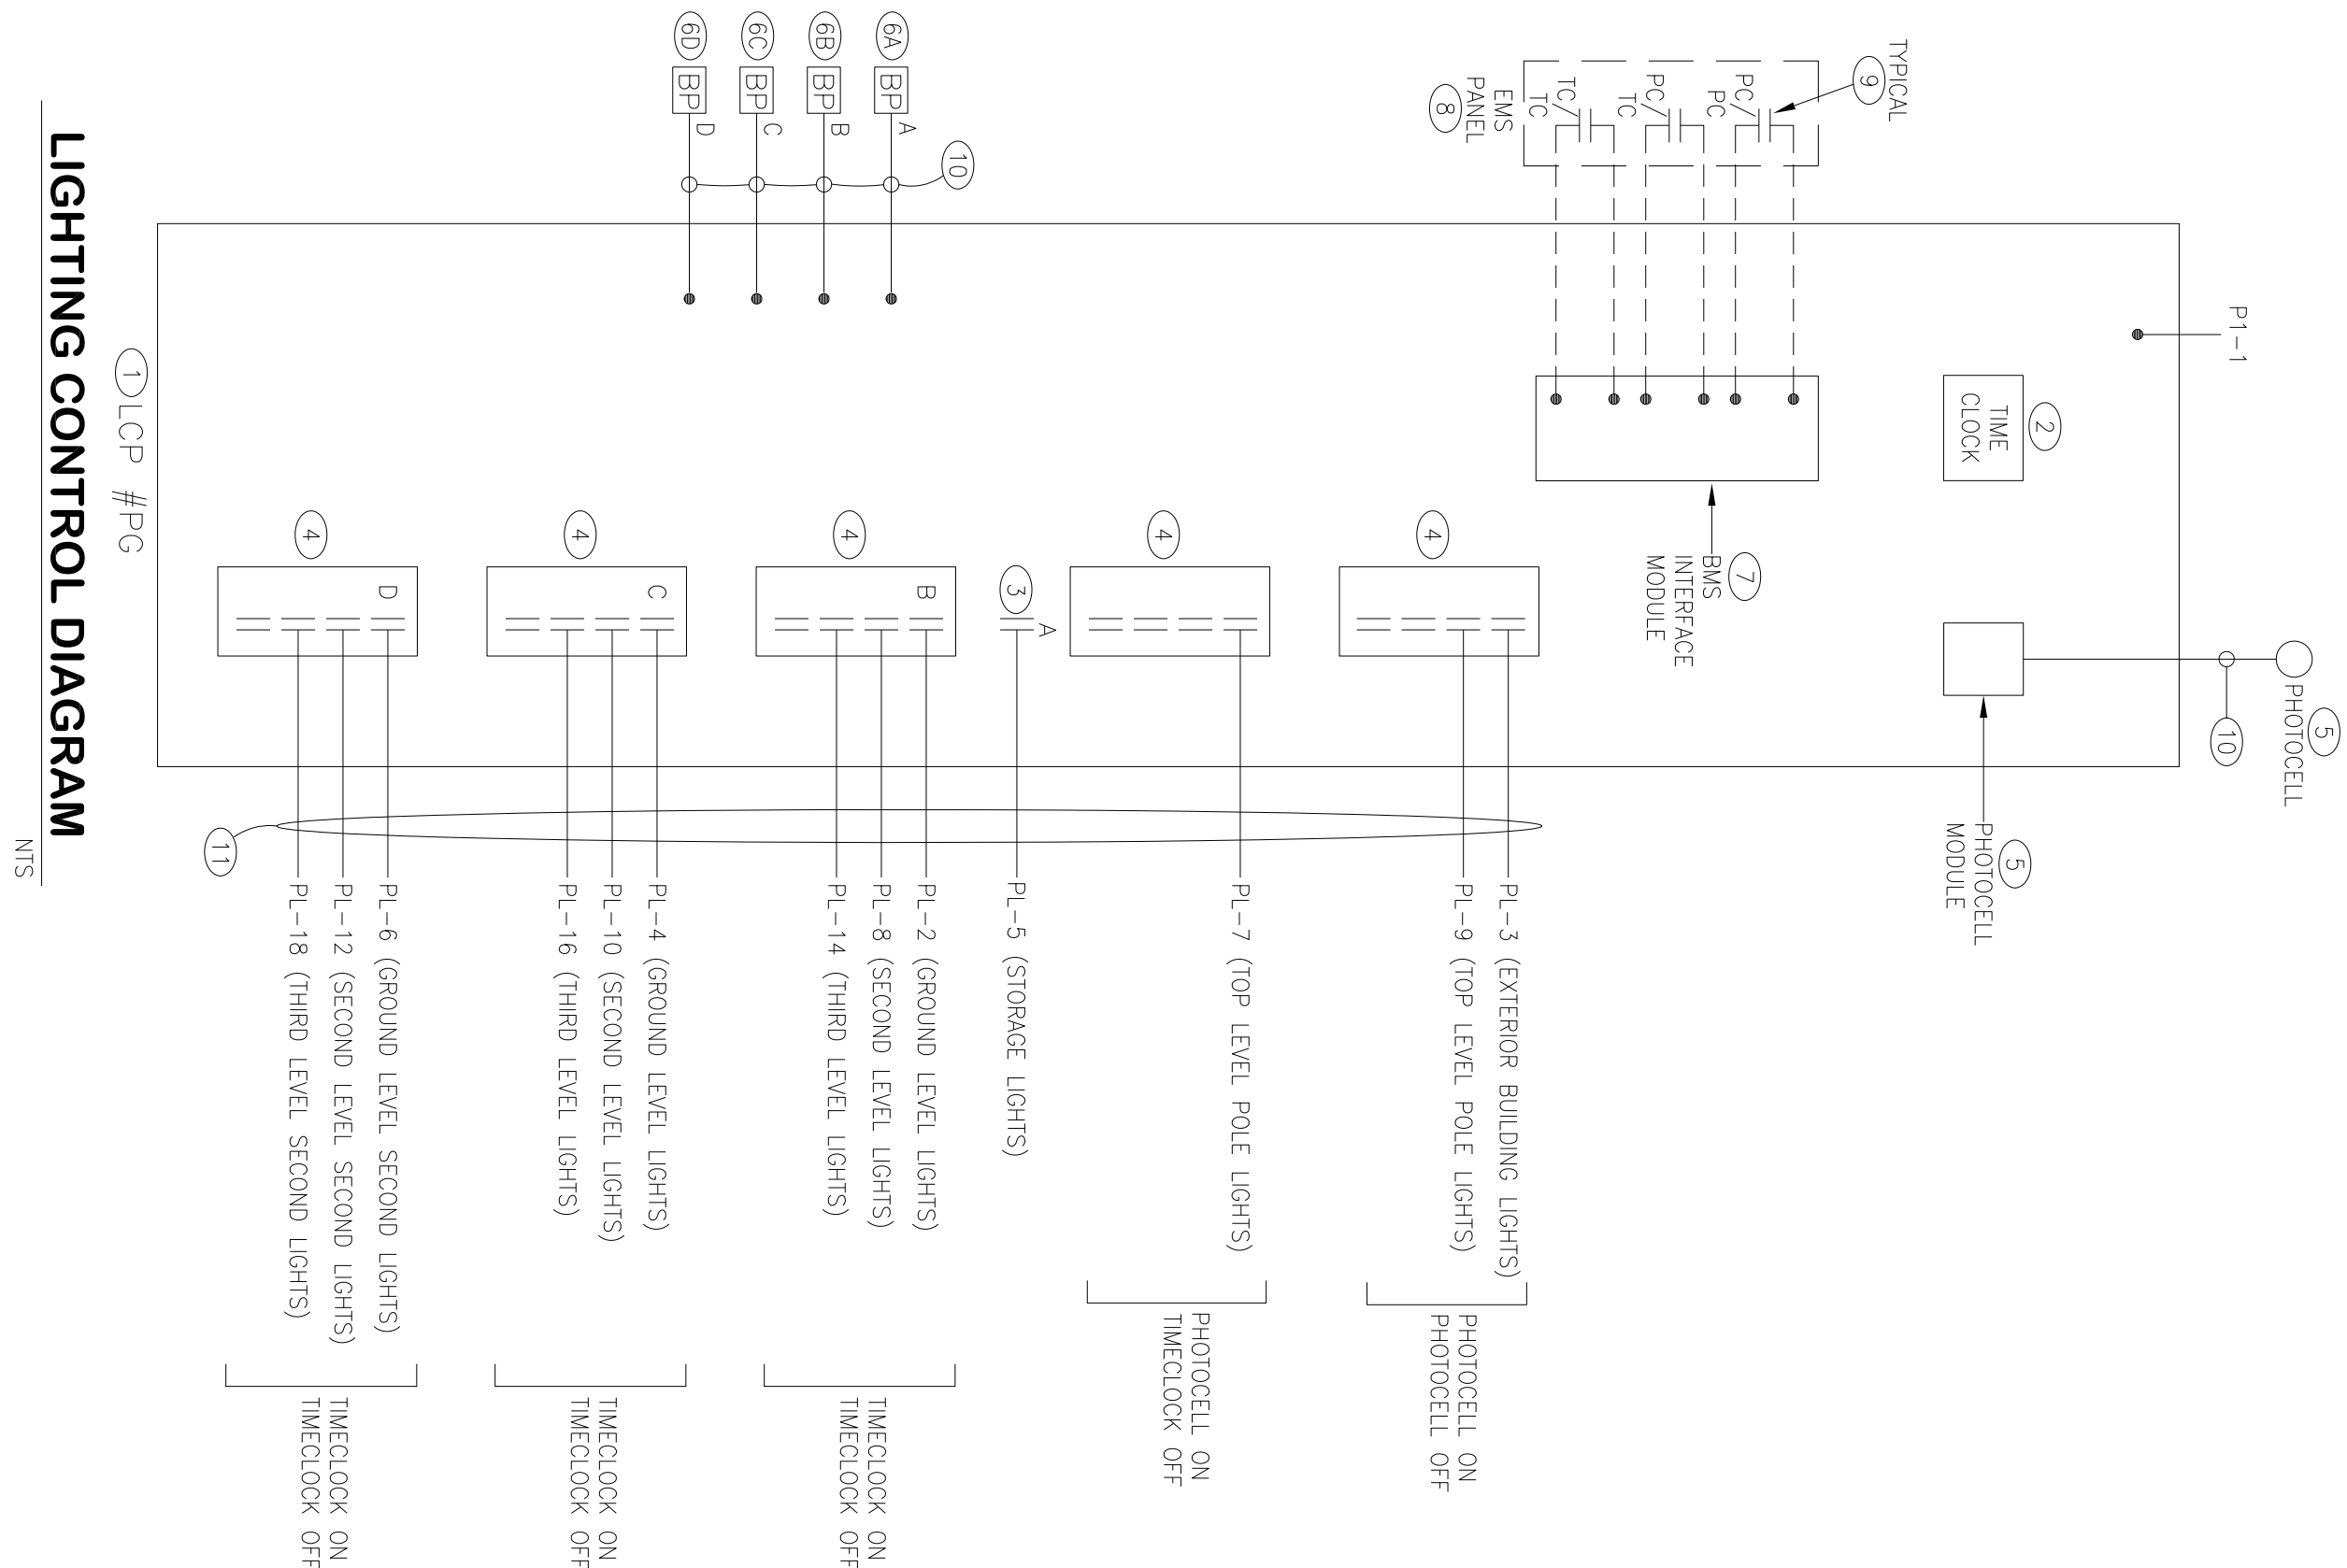 P1-1
5
PHOTOCELL
10
2
TIME
CLOCK
5
PHOTOCELL
MODULE
TYPICAL
9
PC/
PC
PC/
TC
TC/
TC
EMS
PANEL
8
7
BMS
INTERFACE
MODULE
4
PL-3 (EXTERIOR BUILDING LIGHTS)
PL-9 (TOP LEVEL POLE LIGHTS)
PHOTOCELL ON
PHOTOCELL OFF
4
PL-7 (TOP LEVEL POLE LIGHTS)
PHOTOCELL ON
TIMECLOCK OFF
10
3
A
PL-5 (STORAGE LIGHTS)
6A
BP
A
6B
BP
B
6C
BP
C
6D
BP
D
4
B
PL-2 (GROUND LEVEL LIGHTS)
PL-8 (SECOND LEVEL LIGHTS)
PL-14 (THIRD LEVEL LIGHTS)
TIMECLOCK ON
TIMECLOCK OFF
4
C
PL-4 (GROUND LEVEL LIGHTS)
PL-10 (SECOND LEVEL LIGHTS)
PL-16 (THIRD LEVEL LIGHTS)
TIMECLOCK ON
TIMECLOCK OFF
4
D
PL-6 (GROUND LEVEL SECOND LIGHTS)
PL-12 (SECOND LEVEL SECOND LIGHTS)
PL-18 (THIRD LEVEL SECOND LIGHTS)
TIMECLOCK ON
TIMECLOCK OFF
11
1 LCP #PG
LIGHTING CONTROL DIAGRAM
NTS